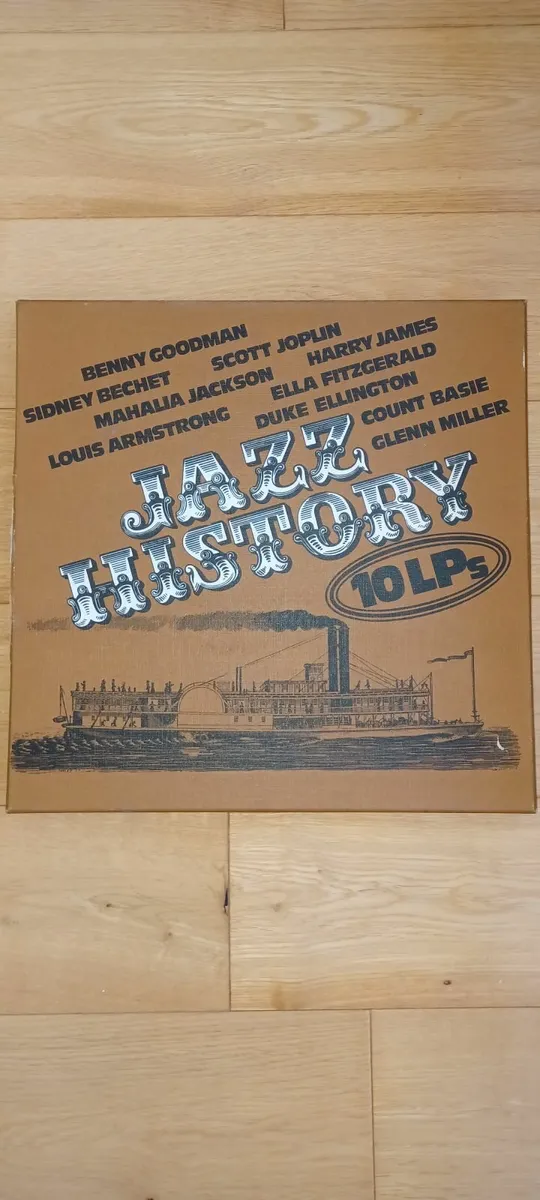 BENNY GOODMAN
SCOTT JOPLIN
HARRY JAMES
SIDNEY BECHET
MAHALIA JACKSON
ELLA FITZGERALD
LOUIS ARMSTRONG
DUKE ELLINGTON
COUNT BASIE
GLENN MILLER
JAZZ
HISTORY
10 LPs